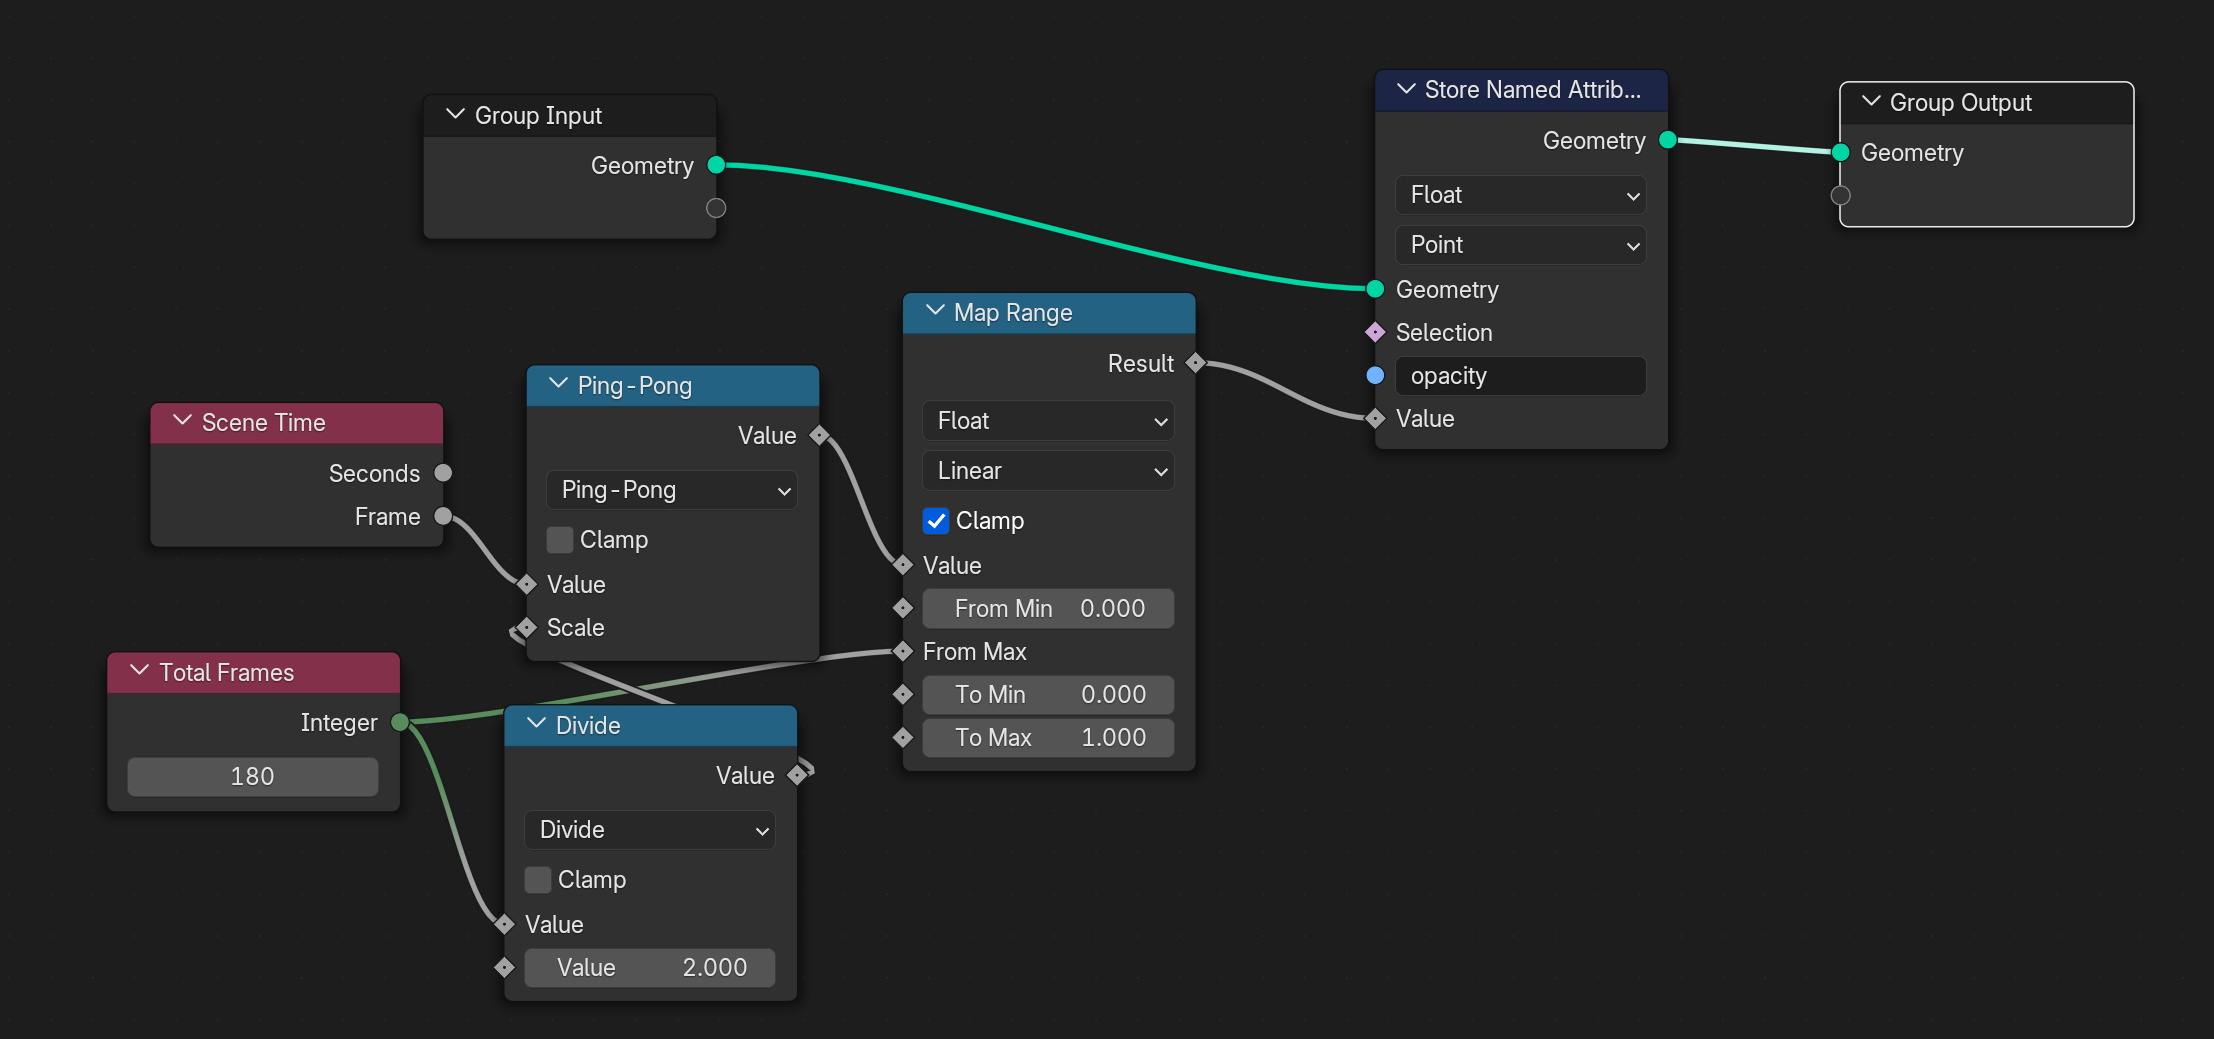 Group Input
Geometry
Store Named Attrib...
Geometry
Float
Point
Geometry
Selection
opacity
Value
Group Output
Geometry
Map Range
Result
Float
Linear
Clamp
Value
From Min 0.000
From Max
To Min 0.000
To Max 1.000
Ping-Pong
Value
Ping-Pong
Clamp
Value
Scale
Scene Time
Seconds
Frame
Total Frames
Integer
180
Divide
Value
Divide
Clamp
Value
Value 2.000